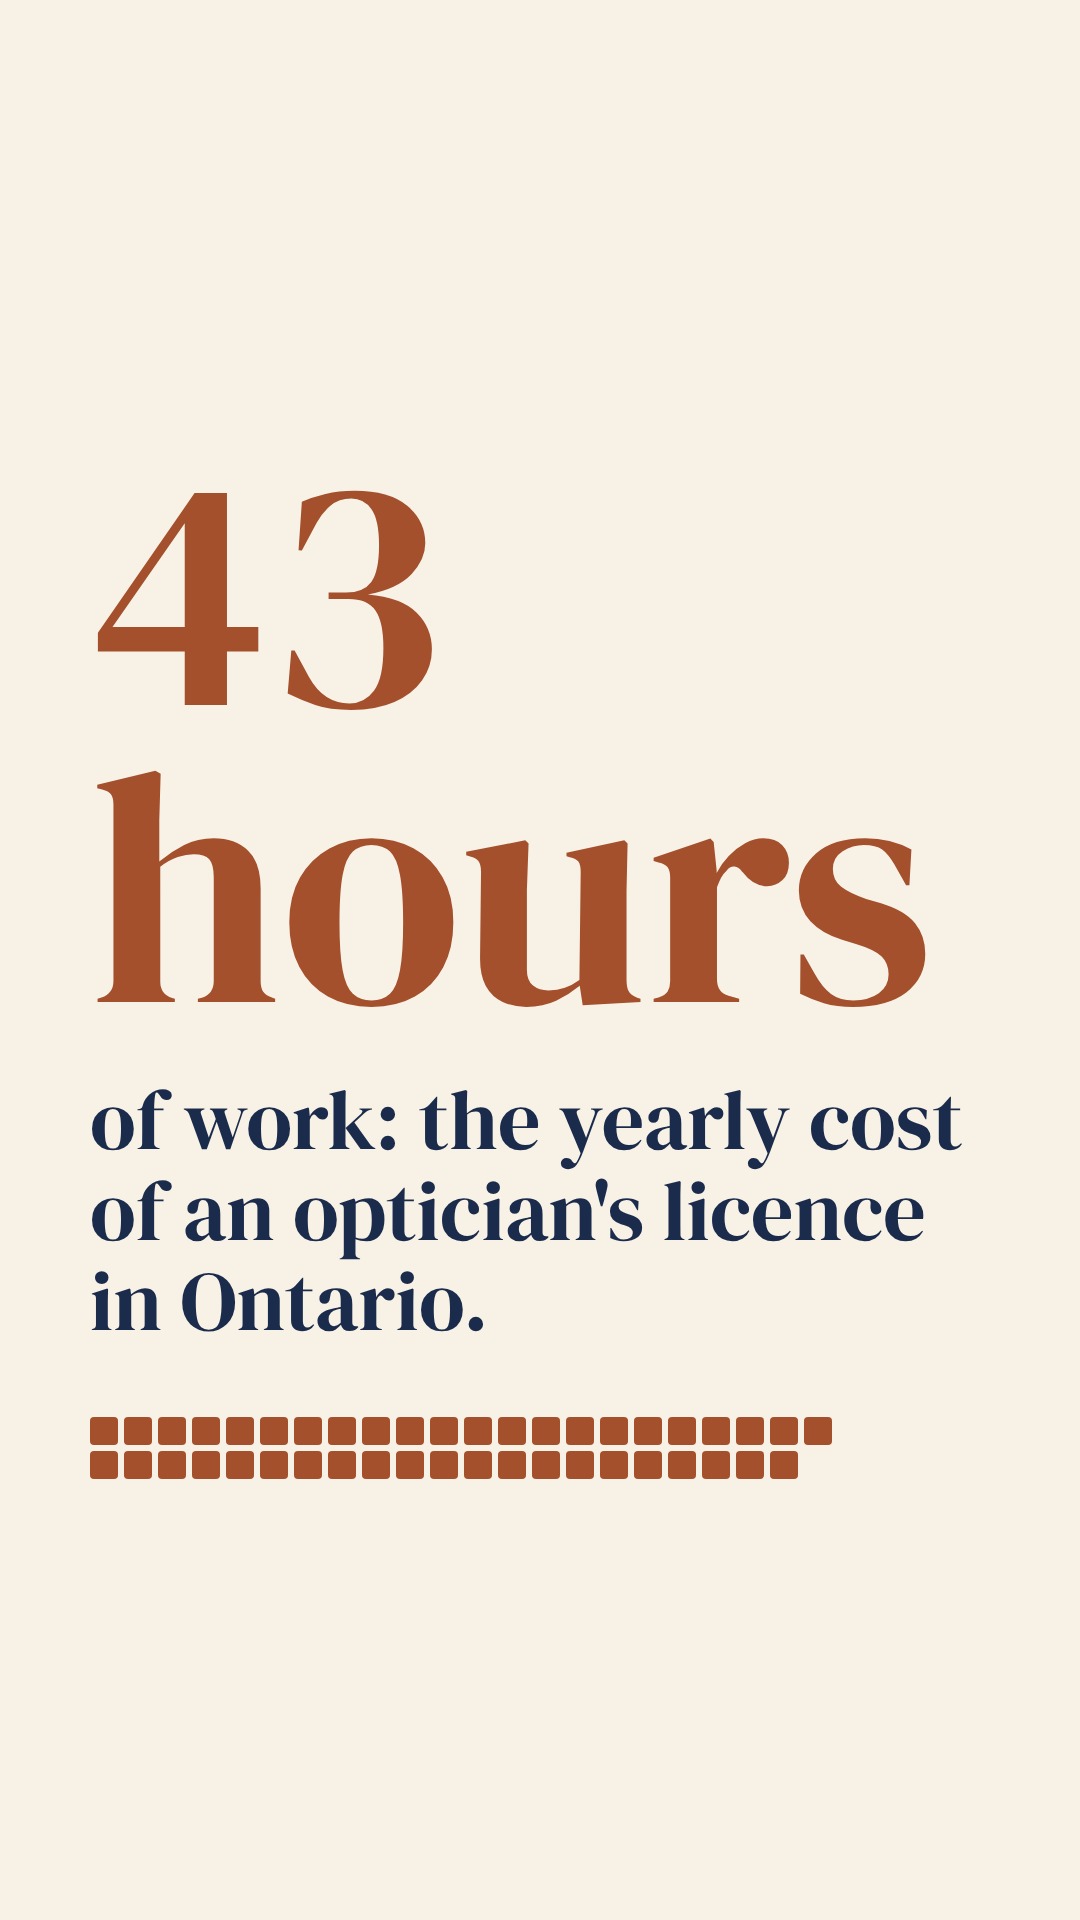 43
hours
of work: the yearly cost
of an optician's licence
in Ontario.